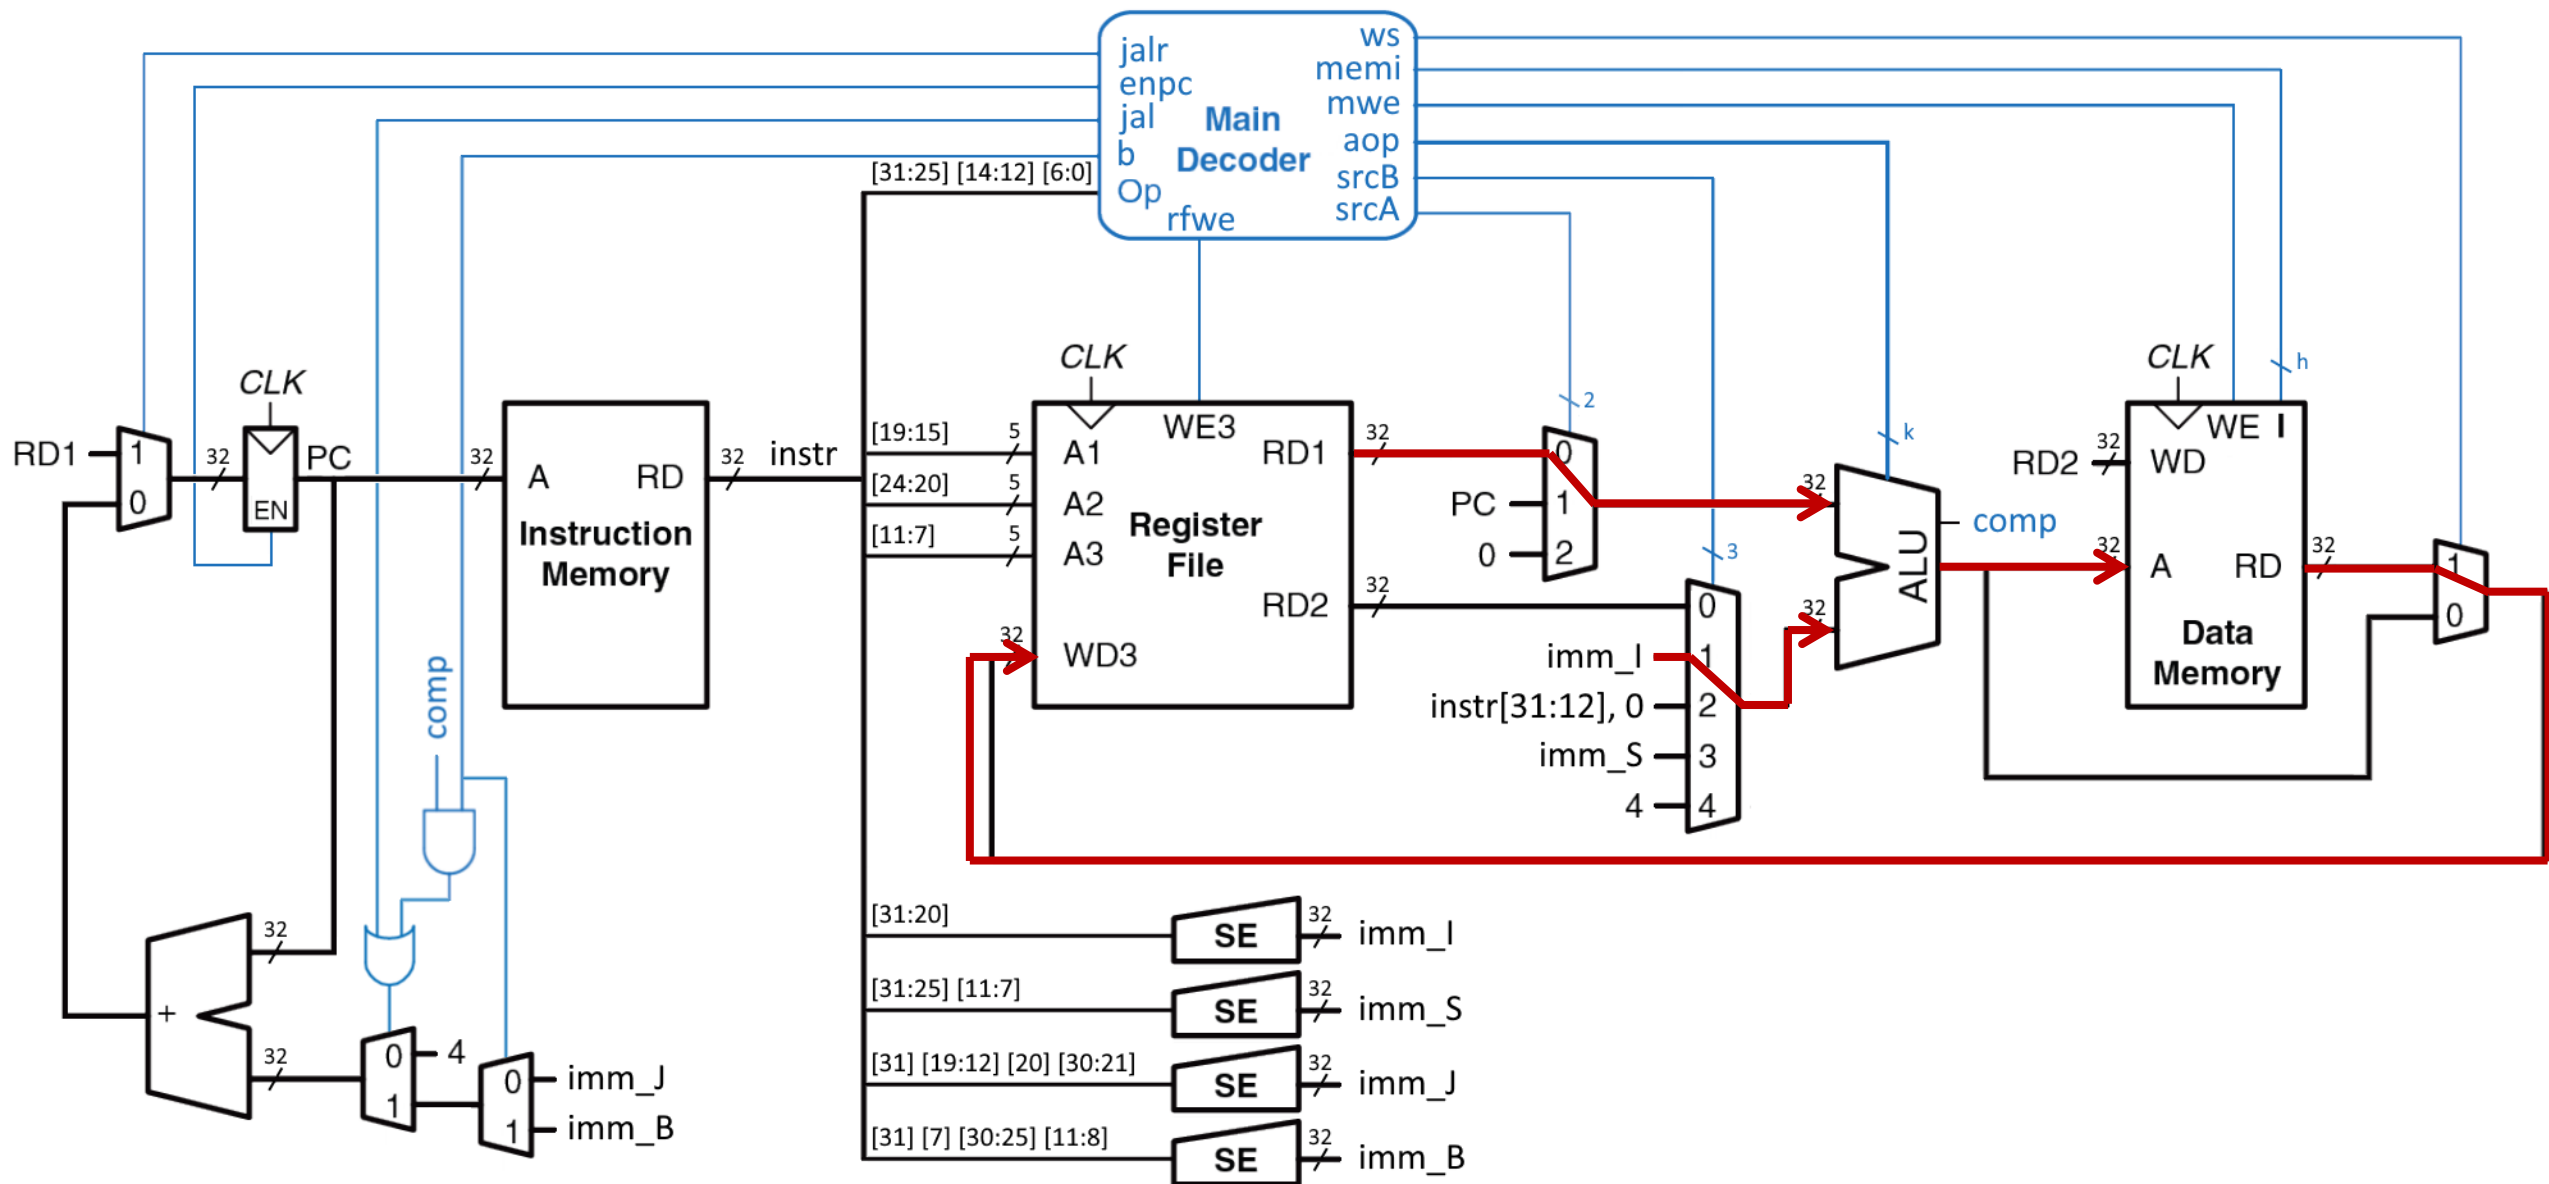 jalr
enpc
jal
b
Op
rfwe
Main
Decoder
ws
memi
mwe
aop
srcB
srcA
[31:25] [14:12] [6:0]
RD1
1
0
32
CLK
EN
PC
32
A
RD
Instruction
Memory
32
instr
[19:15]
5
[24:20]
5
[11:7]
5
CLK
WE3
A1
A2
A3
RD1
Register
File
RD2
WD3
32
32
32
2
0
PC
1
0
2
3
0
imm_I
1
instr[31:12], 0
2
imm_S
3
4
4
32
32
k
ALU
comp
CLK
h
WE I
RD2
32
WD
32
A
RD
32
Data
Memory
1
0
comp
32
+
32
0
4
1
0
imm_J
1
imm_B
[31:20]
SE
32
imm_I
[31:25] [11:7]
SE
32
imm_S
[31] [19:12] [20] [30:21]
SE
32
imm_J
[31] [7] [30:25] [11:8]
SE
32
imm_B